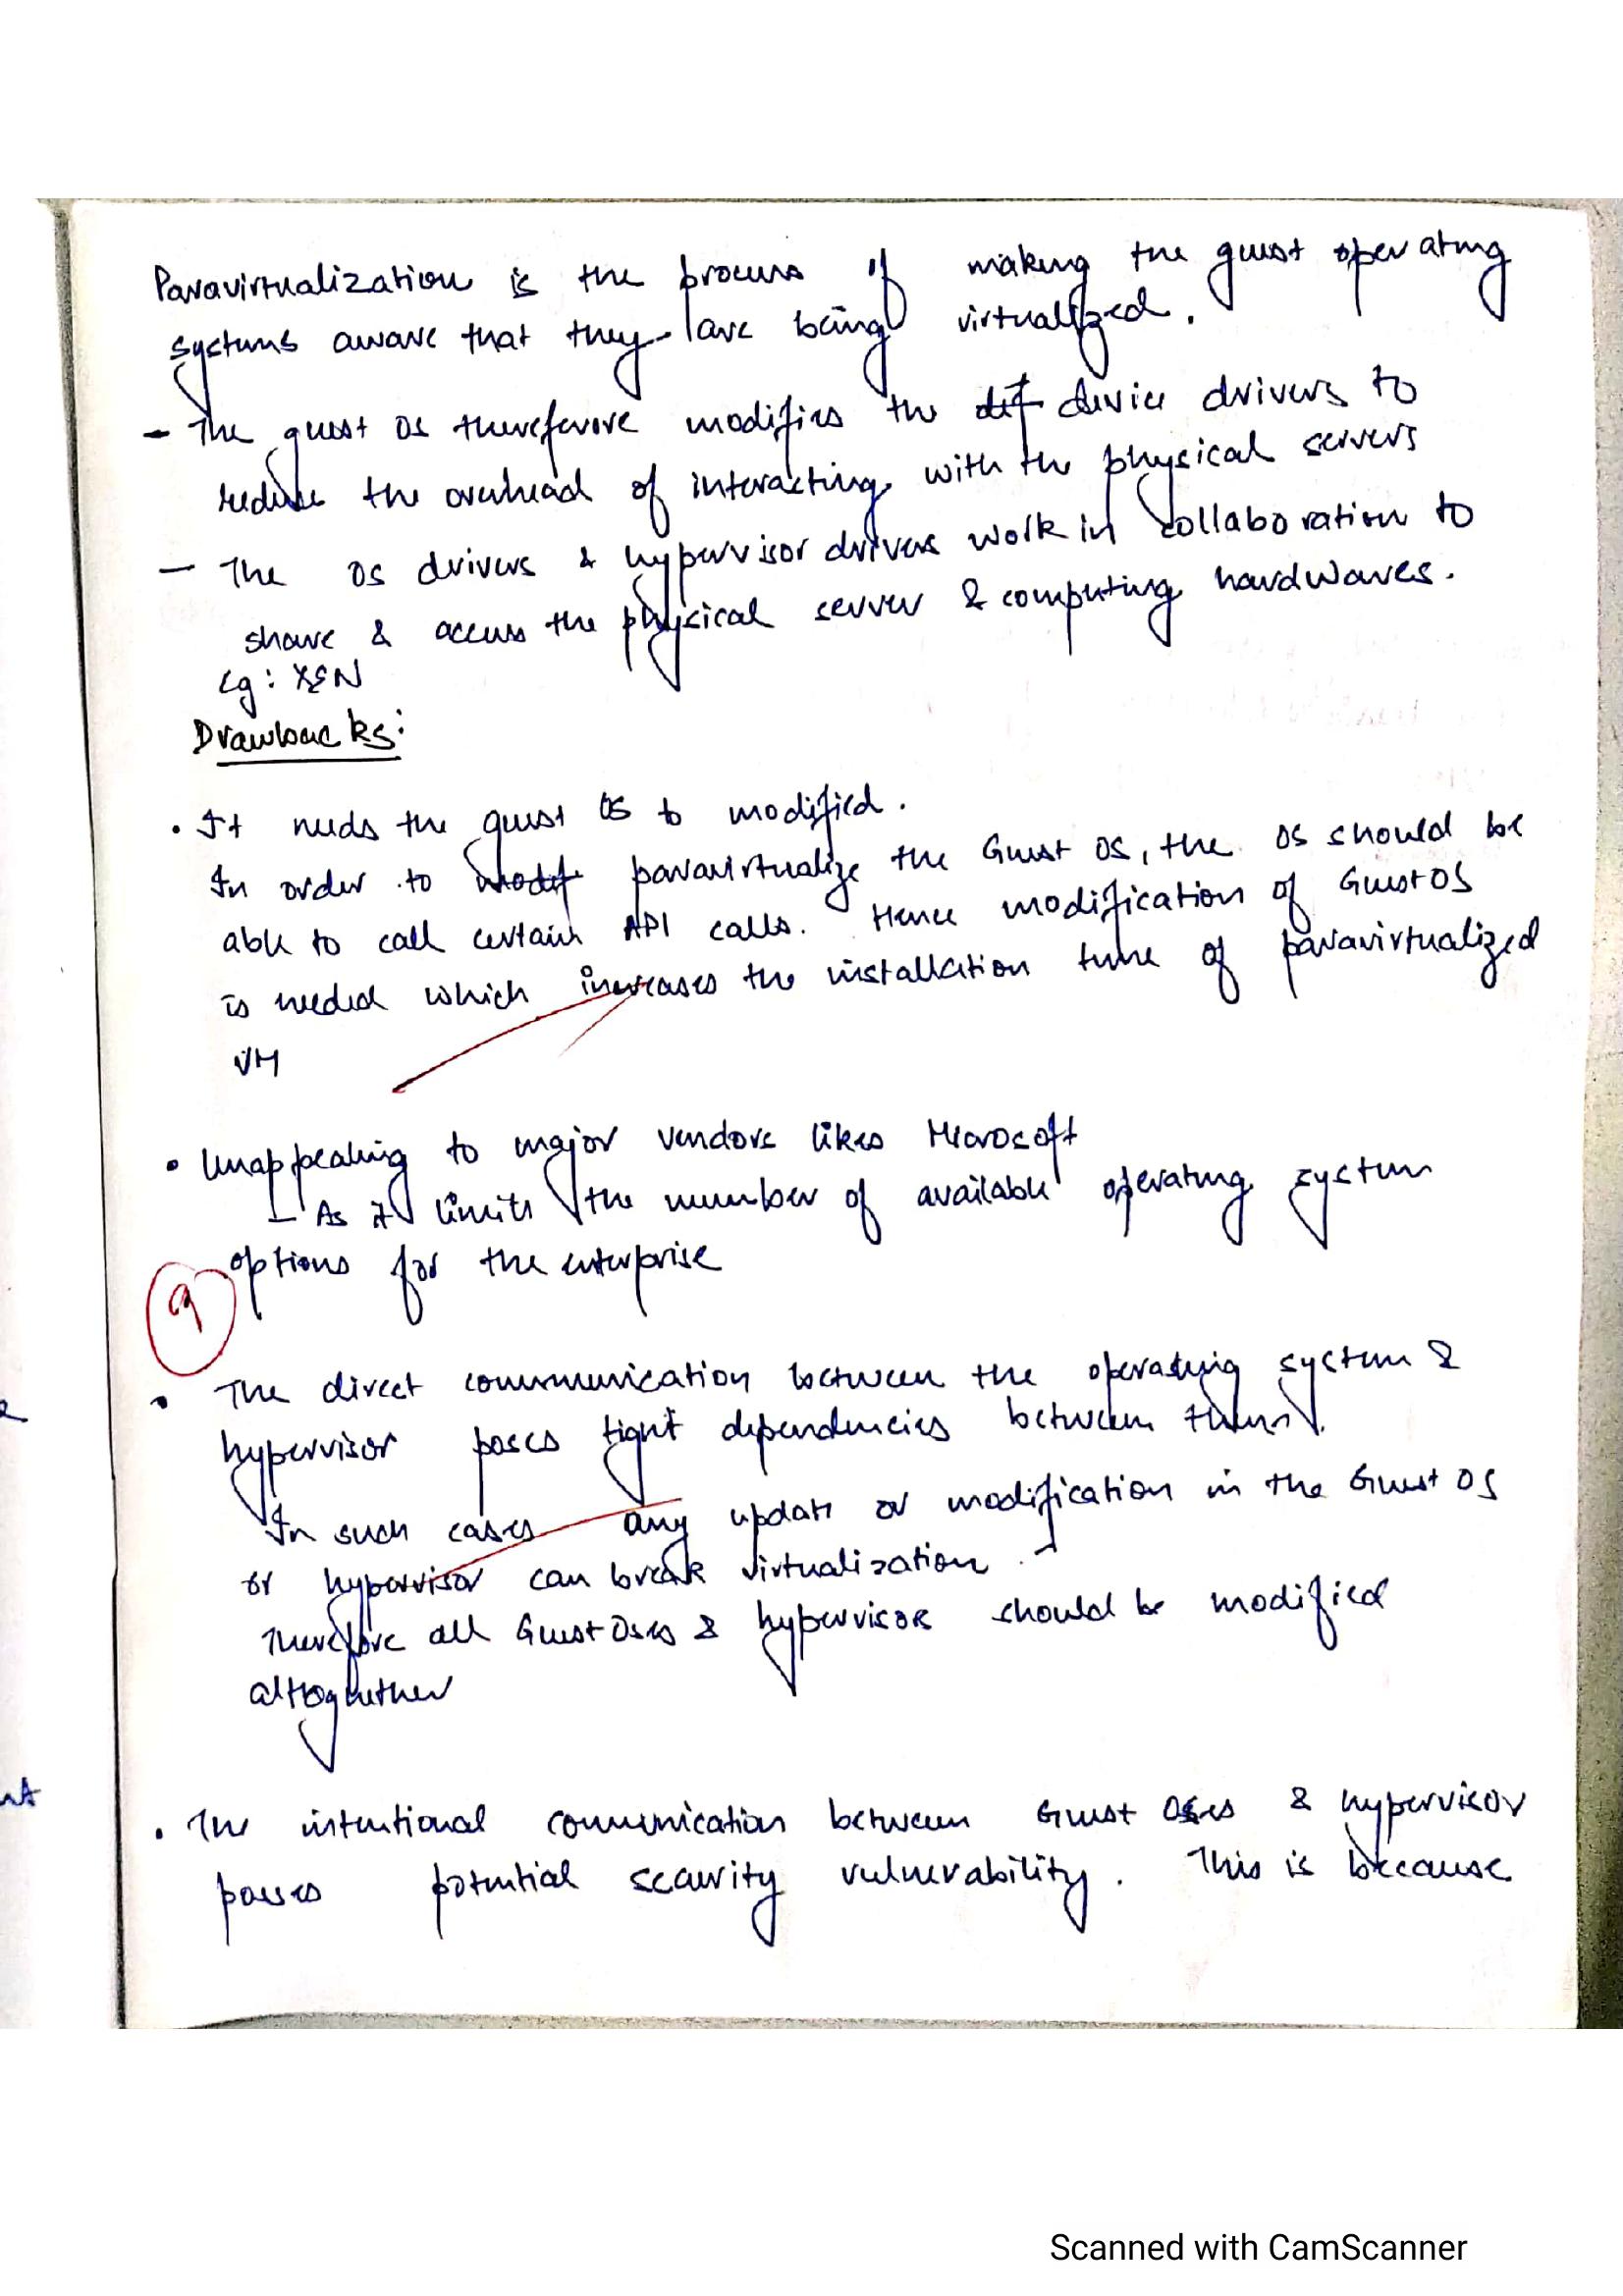 Paravirtualization is the process of making the guest operating
systems aware that they are being virtualized.
- The guest OS therefore modifies the device drivers to
reduce the overhead of interacting with the physical servers
- The OS drivers & hypervisor drivers work in collaboration to
share & access the physical server & computing hardwares.
Eg: XEN
Drawbacks:
• It needs the guest OS to modified.
In order to modify paravirtualize the Guest OS, the OS should be
able to call certain API calls. Hence modification of Guest OS
is needed which increases the installation time of paravirtualized
VM
• Unappealing to major vendors likes Microsoft
- As it limits the number of available operating system
options for the enterprise
9
• The direct communication between the operating system &
hypervisor poses tight dependencies between them.
In such cases any update or modification in the Guest OS
or hypervisor can break virtualization.
Therefore all Guest OSes & hypervisor should be modified
altogether
• The intentional communication between Guest OSes & hypervisor
poses potential security vulnerability. This is because
Scanned with CamScanner